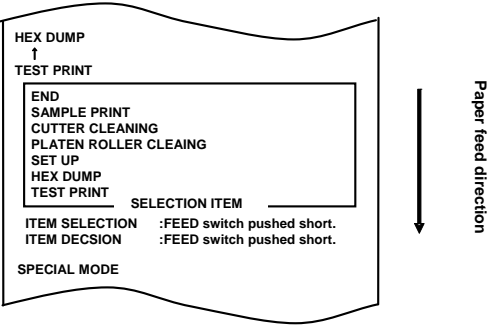 HEX DUMP
↑
TEST PRINT
END
SAMPLE PRINT
CUTTER CLEANING
PLATEN ROLLER CLEAING
SET UP
HEX DUMP
TEST PRINT
SELECTION ITEM
ITEM SELECTION :FEED switch pushed short.
ITEM DECSION :FEED switch pushed short.
SPECIAL MODE
Paper feed direction